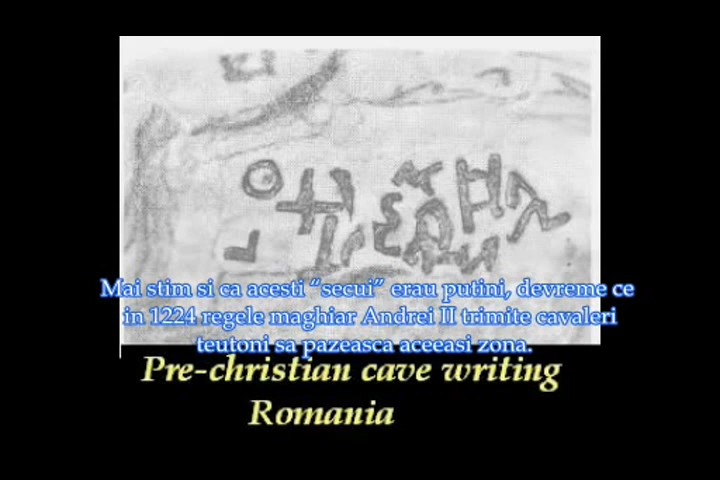 Mai stim si ca acesti “secui” erau putini, devreme ce
in 1224 regele maghiar Andrei II trimite cavaleri
teutoni sa pazeasca aceeasi zona.
Pre-christian cave writing
Romania